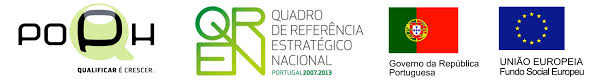 POPH
QUALIFICAR É CRESCER.
QREN
QUADRO
DE REFERÊNCIA
ESTRATÉGICO
NACIONAL
PORTUGAL 2007.2013
Governo da República
Portuguesa
UNIÃO EUROPEIA
Fundo Social Europeu